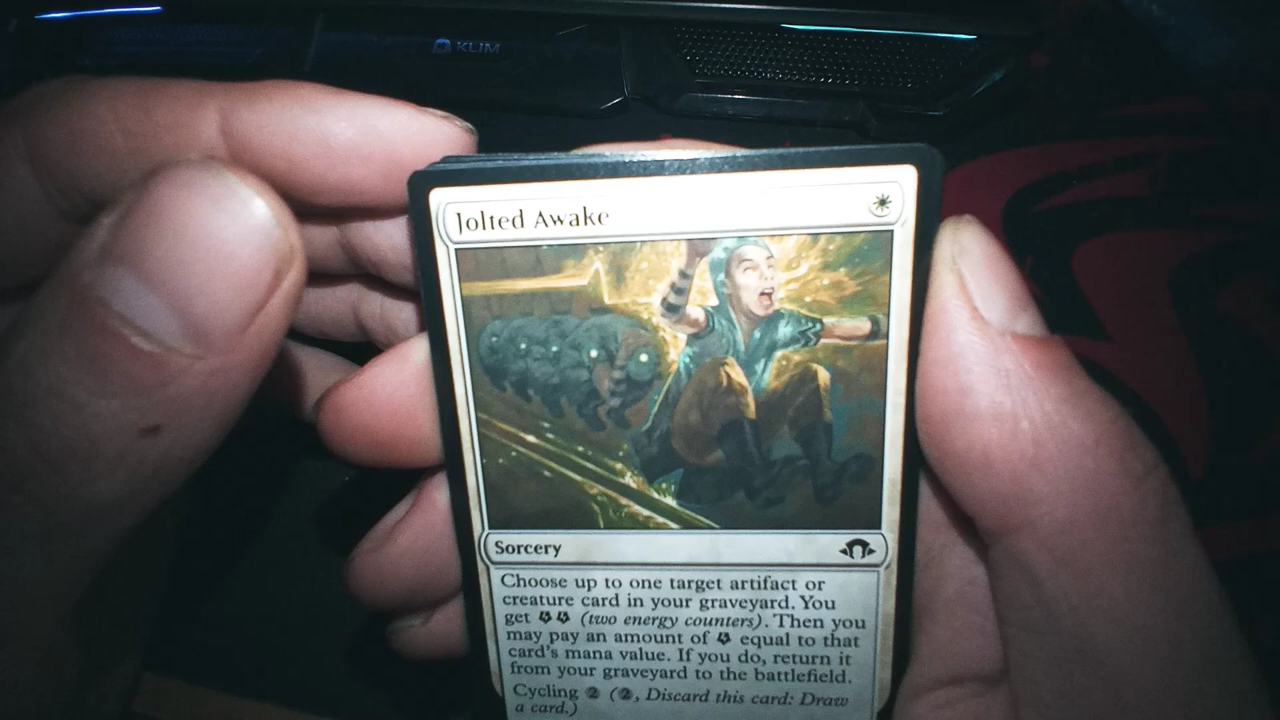 KLIM
Jolted Awake
Sorcery
Choose up to one target artifact or
creature card in your graveyard. You
get (two energy counters). Then you
may pay an amount of equal to that
card's mana value. If you do, return it
from your graveyard to the battlefield.
Cycling 2 (2, Discard this card: Draw
a card.)